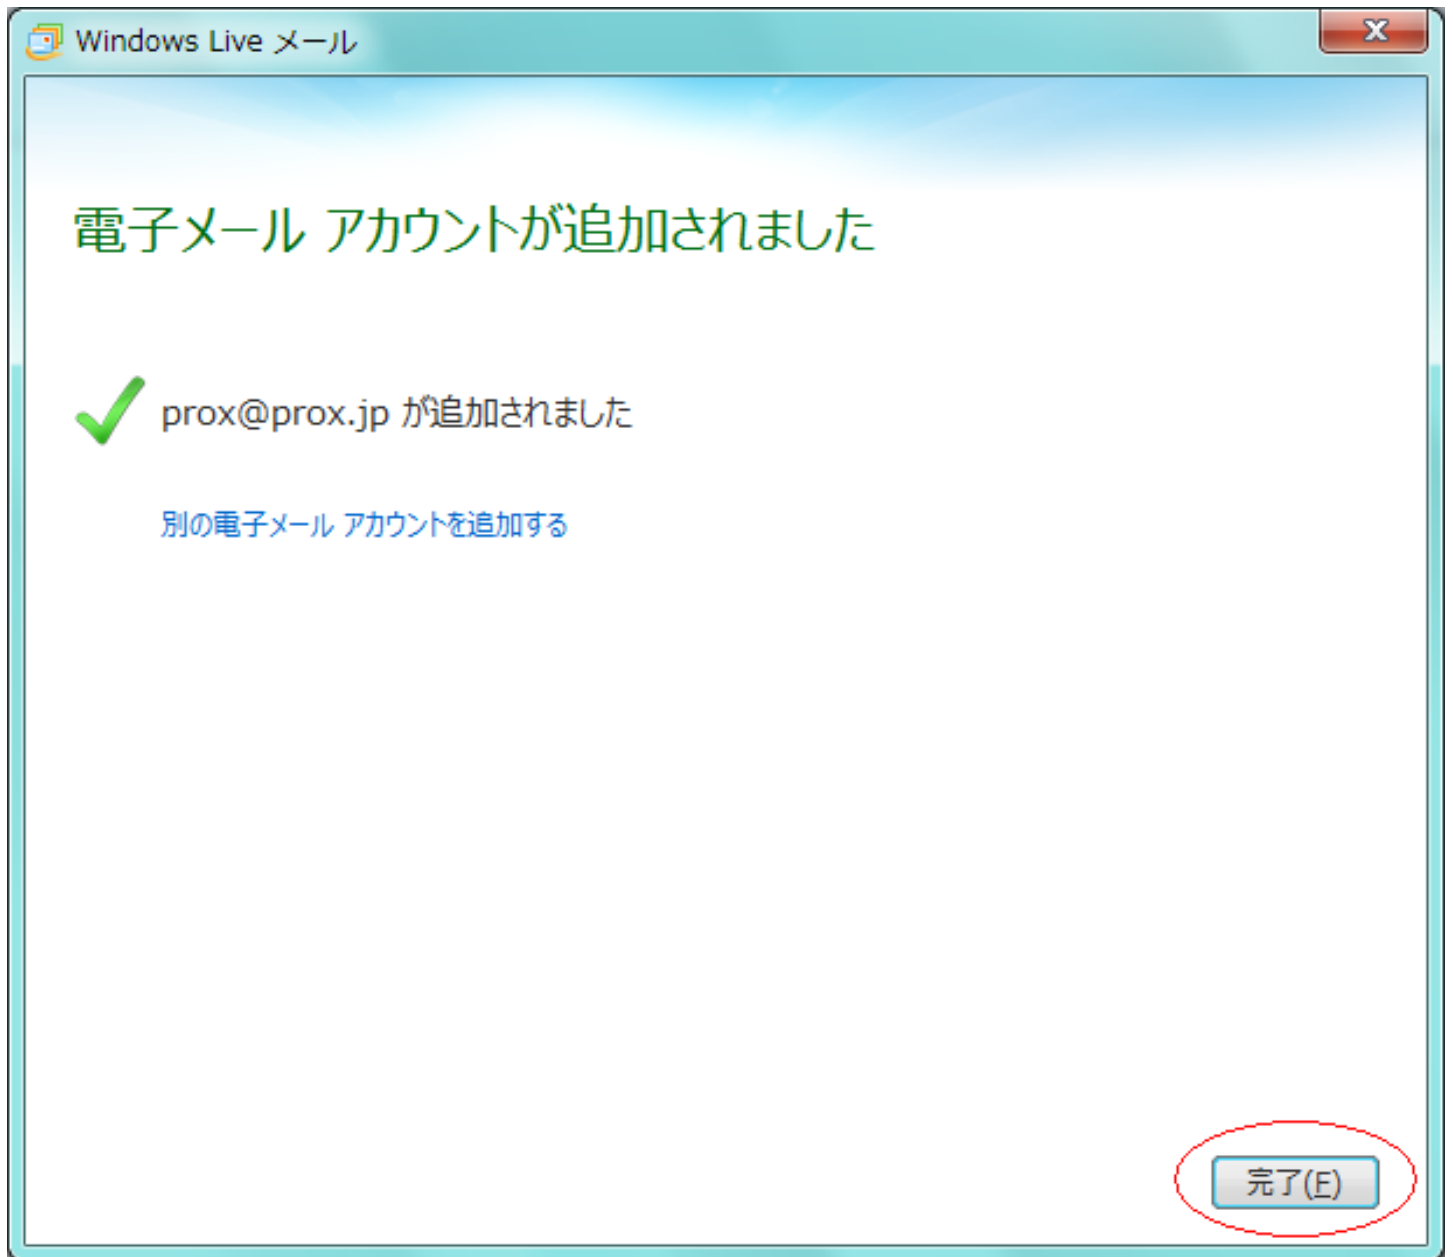 Windows Live メール
電子メール アカウントが追加されました
prox@prox.jp が追加されました
別の電子メール アカウントを追加する
完了(F)